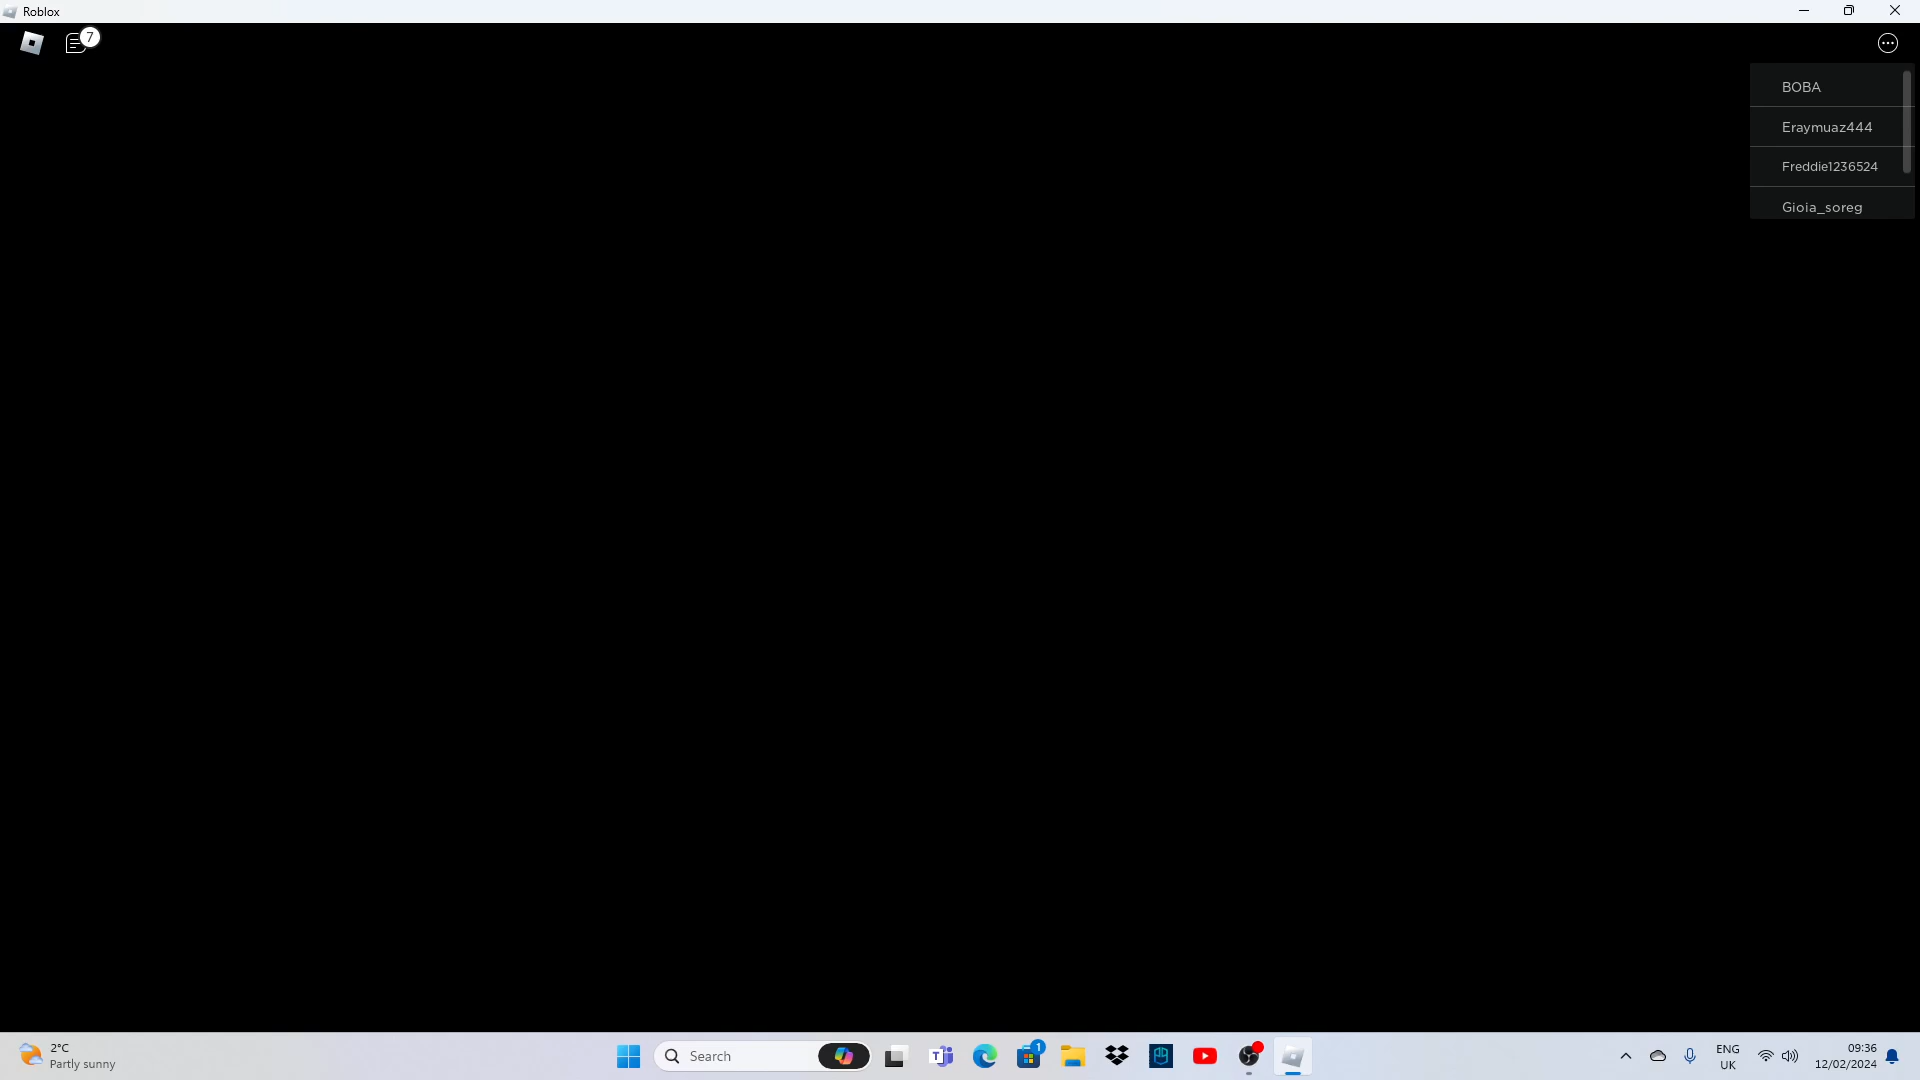 Roblox
7
BOBA
Eraymuaz444
Freddie1236524
Gioia_soreg
2°C
Partly sunny
Search
1
ENG
UK
09:36
12/02/2024